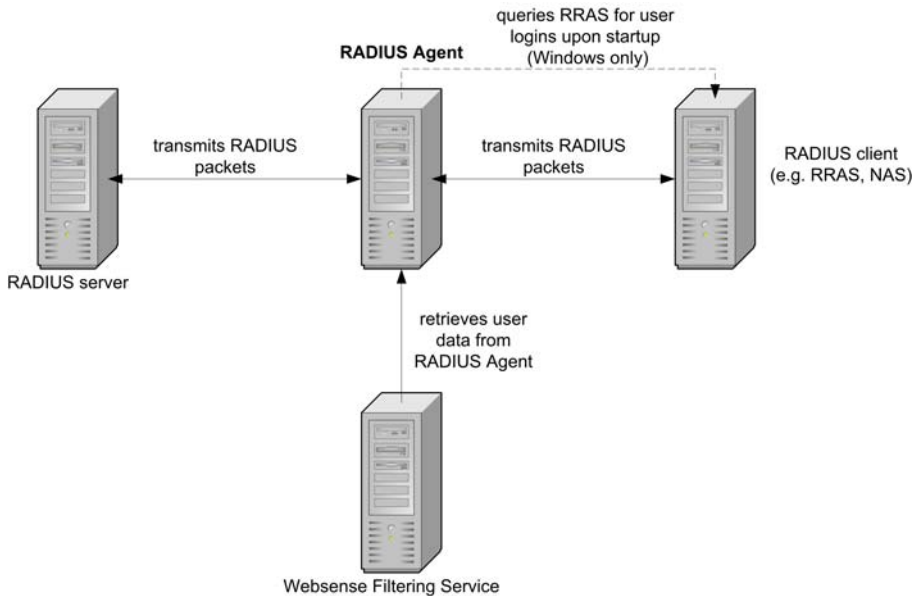 queries RRAS for user
logins upon startup
(Windows only)
RADIUS Agent
transmits RADIUS
packets
transmits RADIUS
packets
RADIUS client
(e.g. RRAS, NAS)
RADIUS server
retrieves user
data from
RADIUS Agent
Websense Filtering Service